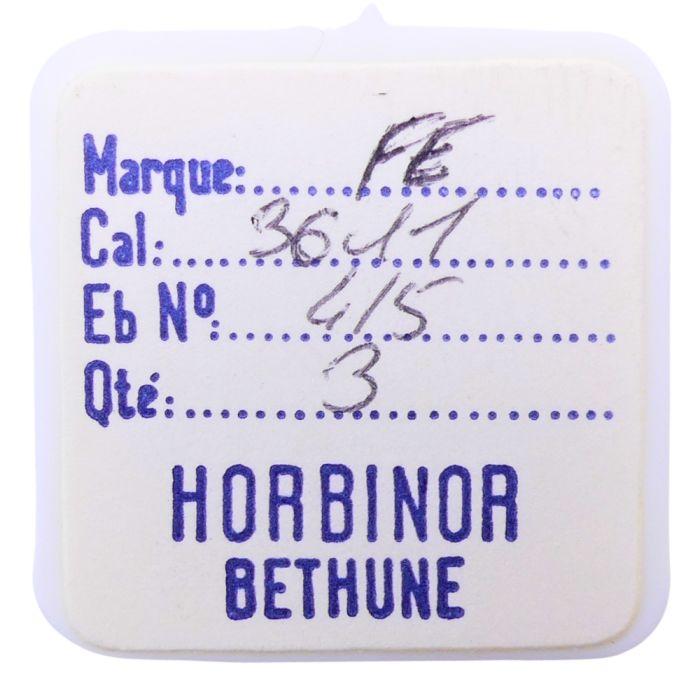 Marque: FE
Cal: 3611
Eb Nº: 415
Qté: 3
HORBINOR
BETHUNE